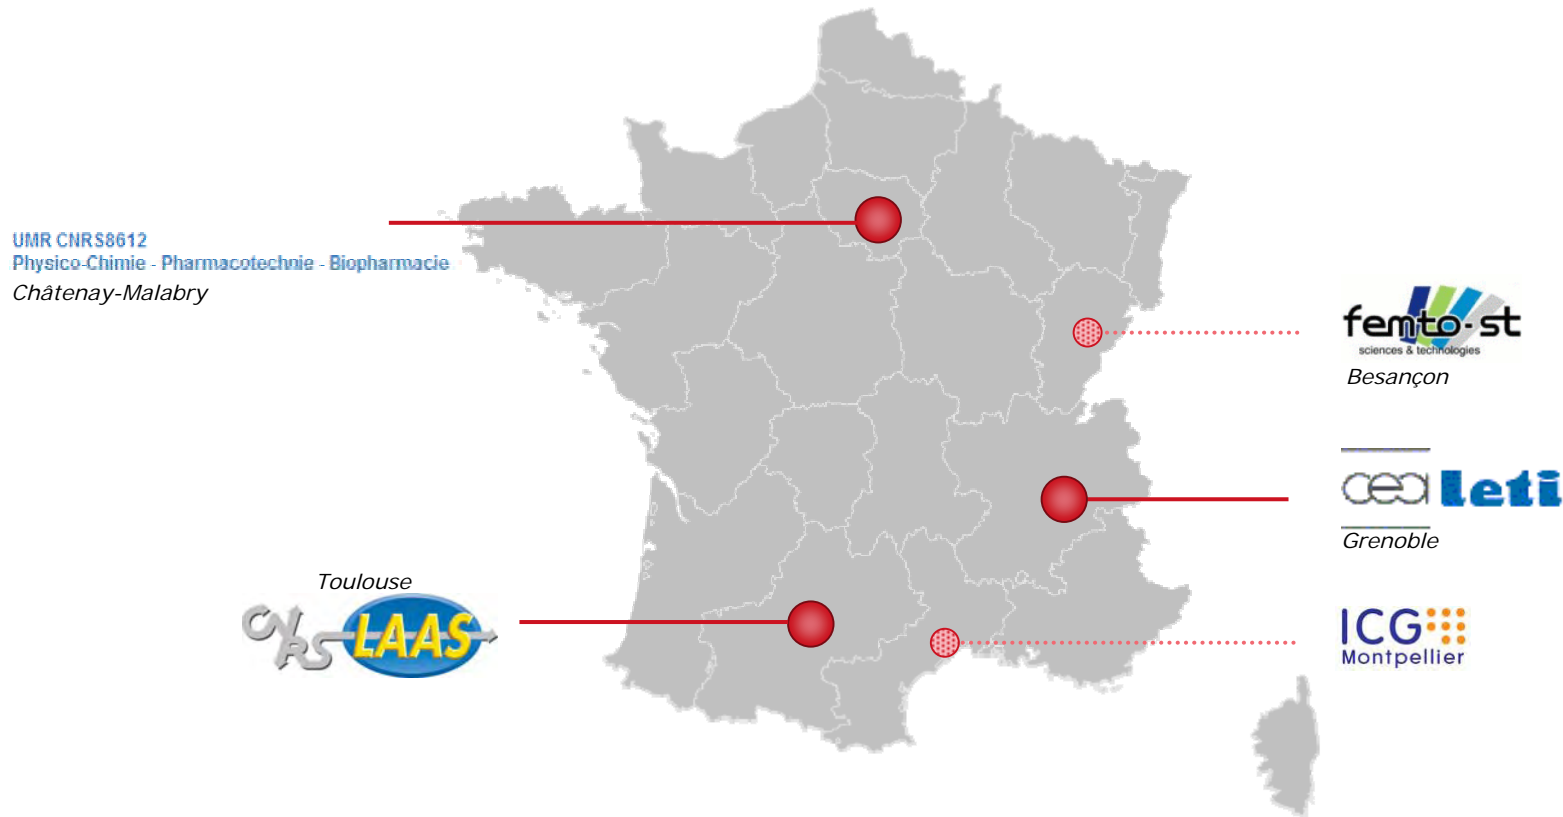 UMR CNRS8612
Physico-Chimie - Pharmacotechnie - Biopharmacie
Châtenay-Malabry
femto-st
sciences & technologies
Besançon
cea leti
Grenoble
Toulouse
CNRS LAAS
ICG
Montpellier